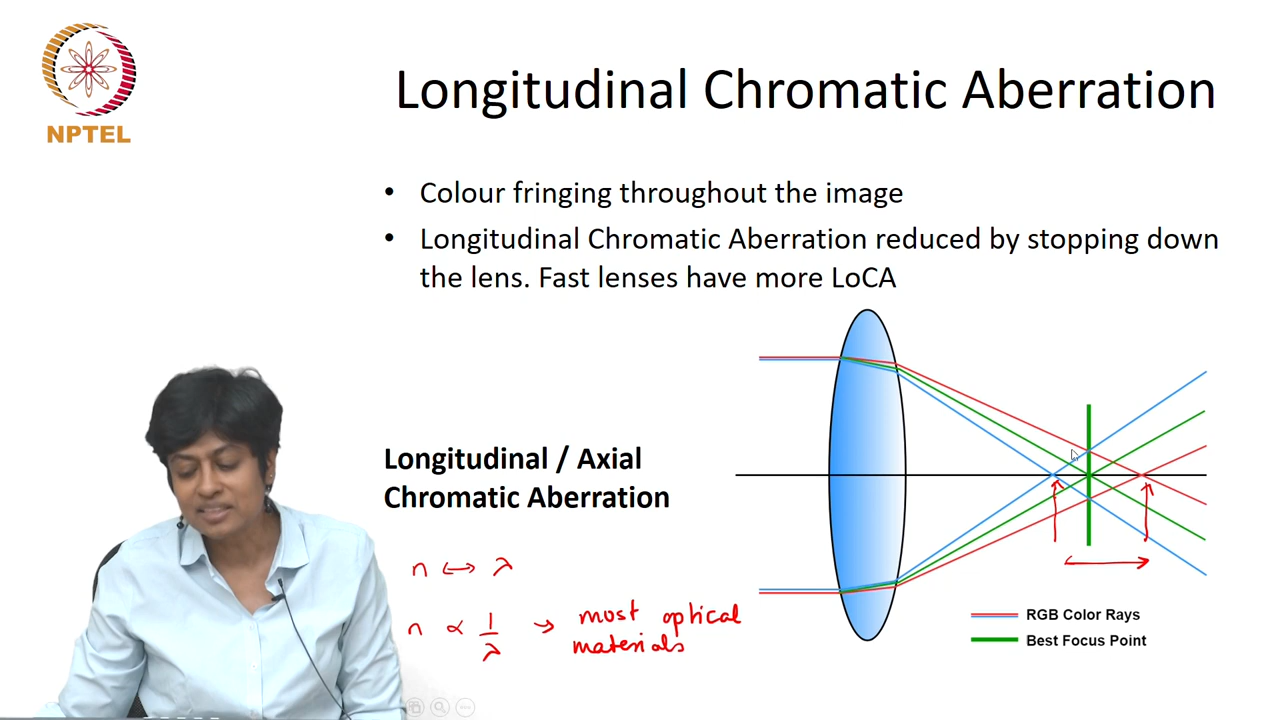 NPTEL
Longitudinal Chromatic Aberration
• Colour fringing throughout the image
• Longitudinal Chromatic Aberration reduced by stopping down
the lens. Fast lenses have more LoCA
Longitudinal / Axial
Chromatic Aberration
n ↔ λ
n ∝ 1/λ → most optical
materials
RGB Color Rays
Best Focus Point